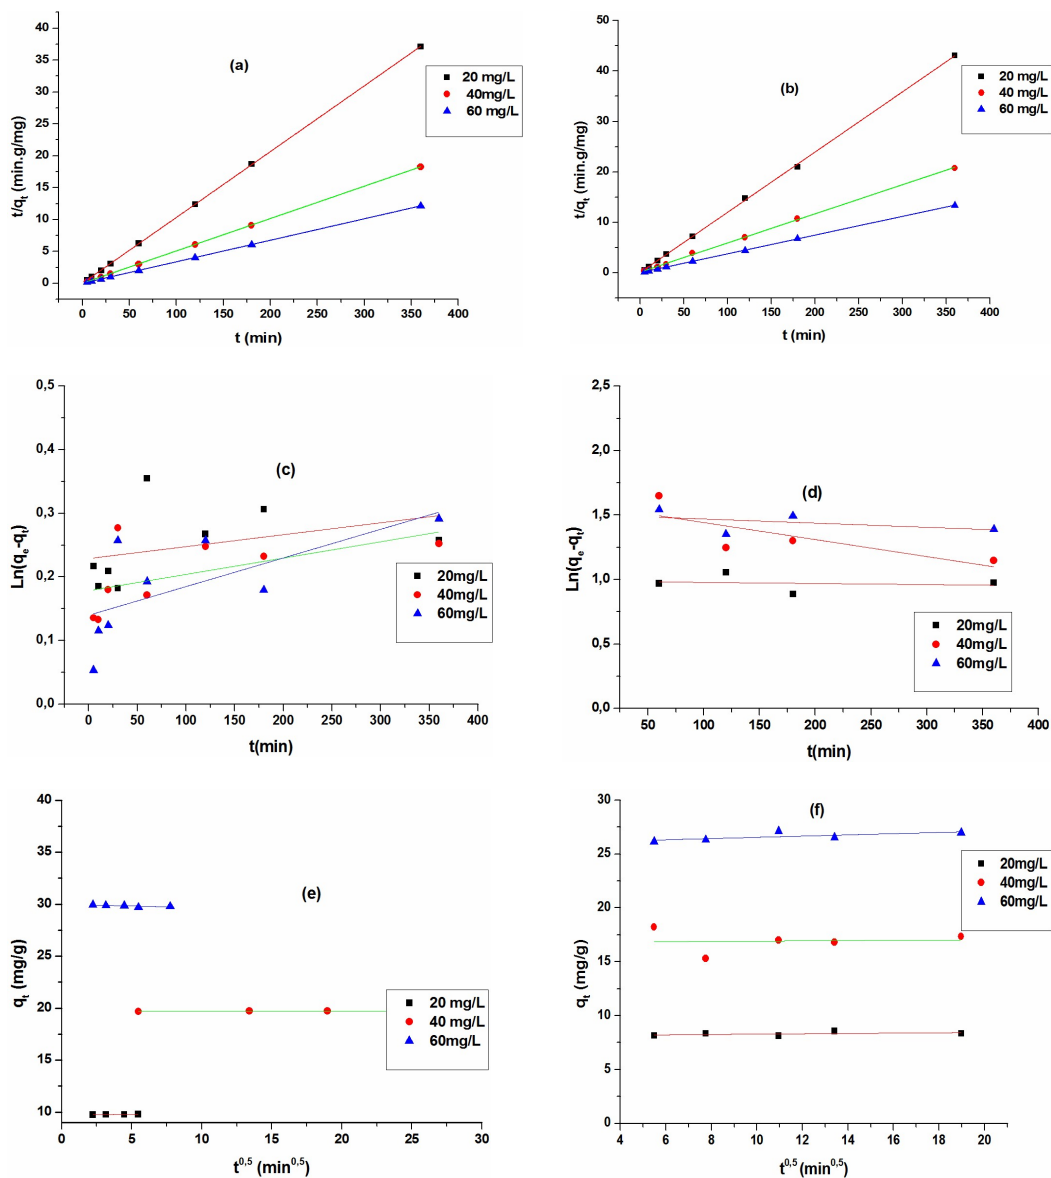 (a)
t/qt (min.g/mg)
40
35
30
25
20
15
10
5
0
0 50 100 150 200 250 300 350 400
t (min)
20 mg/L
40mg/L
60 mg/L
(b)
t/qt (min.g/mg)
50
40
30
20
10
0
0 50 100 150 200 250 300 350 400
t (min)
20 mg/L
40 mg/L
60 mg/L
(c)
Ln(qe-qt)
0,5
0,4
0,3
0,2
0,1
0,0
0 50 100 150 200 250 300 350 400
t(min)
20mg/L
40mg/L
60mg/L
(d)
Ln(qe-qt)
2,5
2,0
1,5
1,0
0,5
0,0
50 100 150 200 250 300 350 400
t(min)
20mg/L
40mg/L
60mg/L
(e)
qt (mg/g)
40
35
30
25
20
15
10
0 5 10 15 20 25 30
t0,5 (min0,5)
20 mg/L
40 mg/L
60mg/L
(f)
qt (mg/g)
30
25
20
15
10
5
0
4 6 8 10 12 14 16 18 20
t0,5 (min0,5)
20mg/L
40mg/L
60mg/L